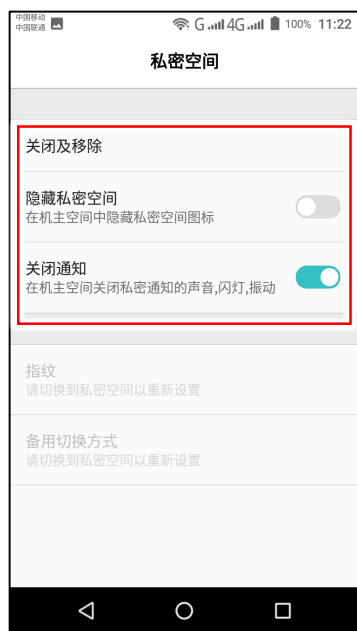 中国移动
中国联通
G 4G 100% 11:22
私密空间
关闭及移除
隐藏私密空间
在机主空间中隐藏私密空间图标
关闭通知
在机主空间关闭私密通知的声音,闪灯,振动
指纹
请切换到私密空间以重新设置
备用切换方式
请切换到私密空间以重新设置